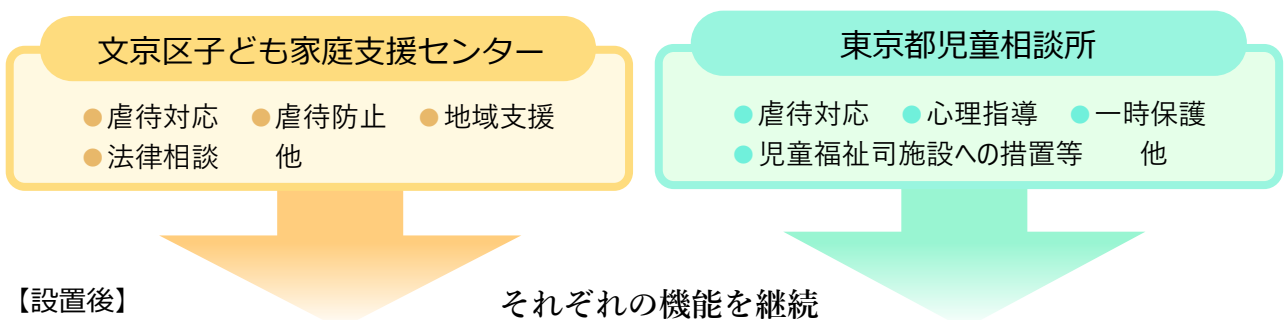 文京区子ども家庭支援センター
●虐待対応 ●虐待防止 ●地域支援
●法律相談 他
東京都児童相談所
●虐待対応 ●心理指導 ●一時保護
●児童福祉司施設への措置等 他
【設置後】
それぞれの機能を継続